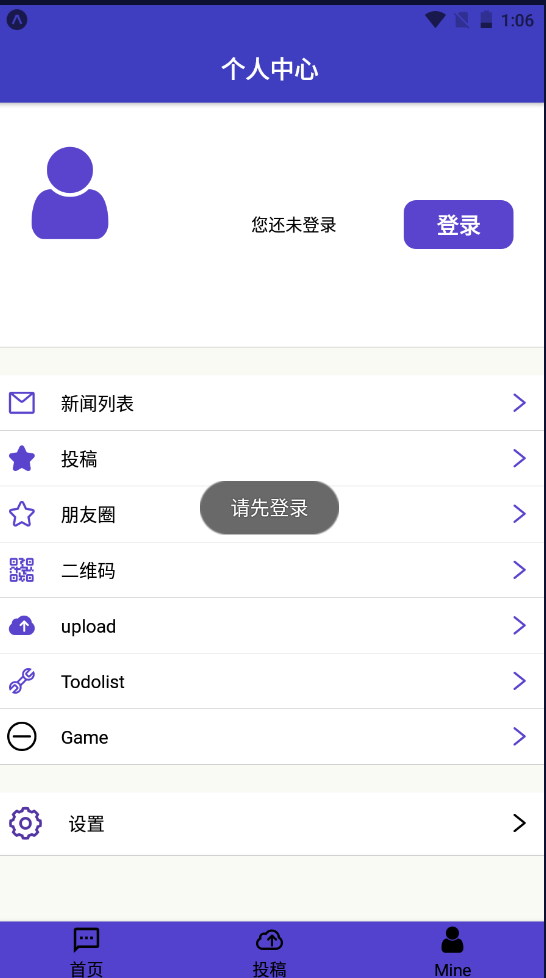 1:06
个人中心
您还未登录
登录
新闻列表
投稿
朋友圈
请先登录
二维码
upload
Todolist
Game
设置
首页
投稿
Mine